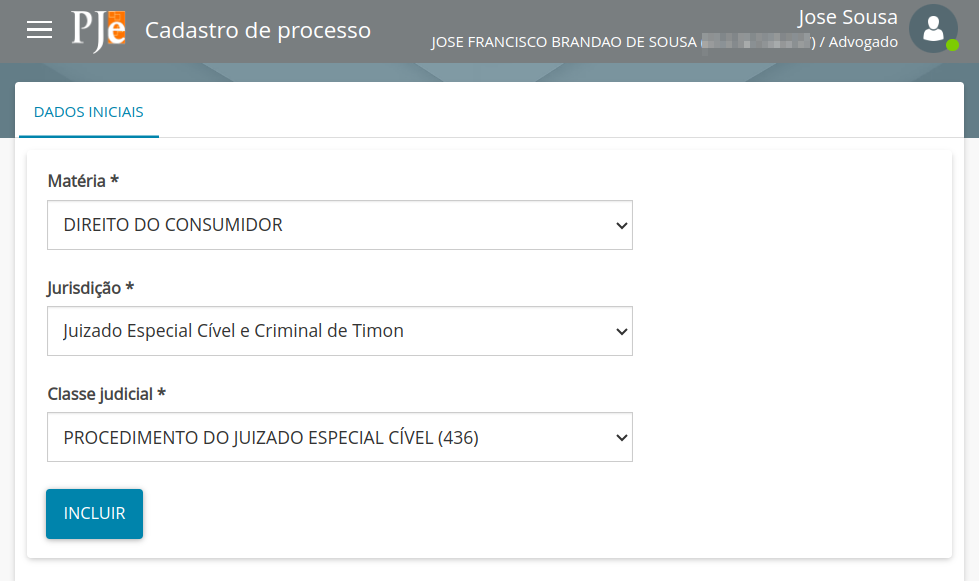 PJe
Cadastro de processo
Jose Sousa
JOSE FRANCISCO BRANDAO DE SOUSA ( ) / Advogado
DADOS INICIAIS
Matéria *
DIREITO DO CONSUMIDOR
Jurisdição *
Juizado Especial Cível e Criminal de Timon
Classe judicial *
PROCEDIMENTO DO JUIZADO ESPECIAL CÍVEL (436)
INCLUIR